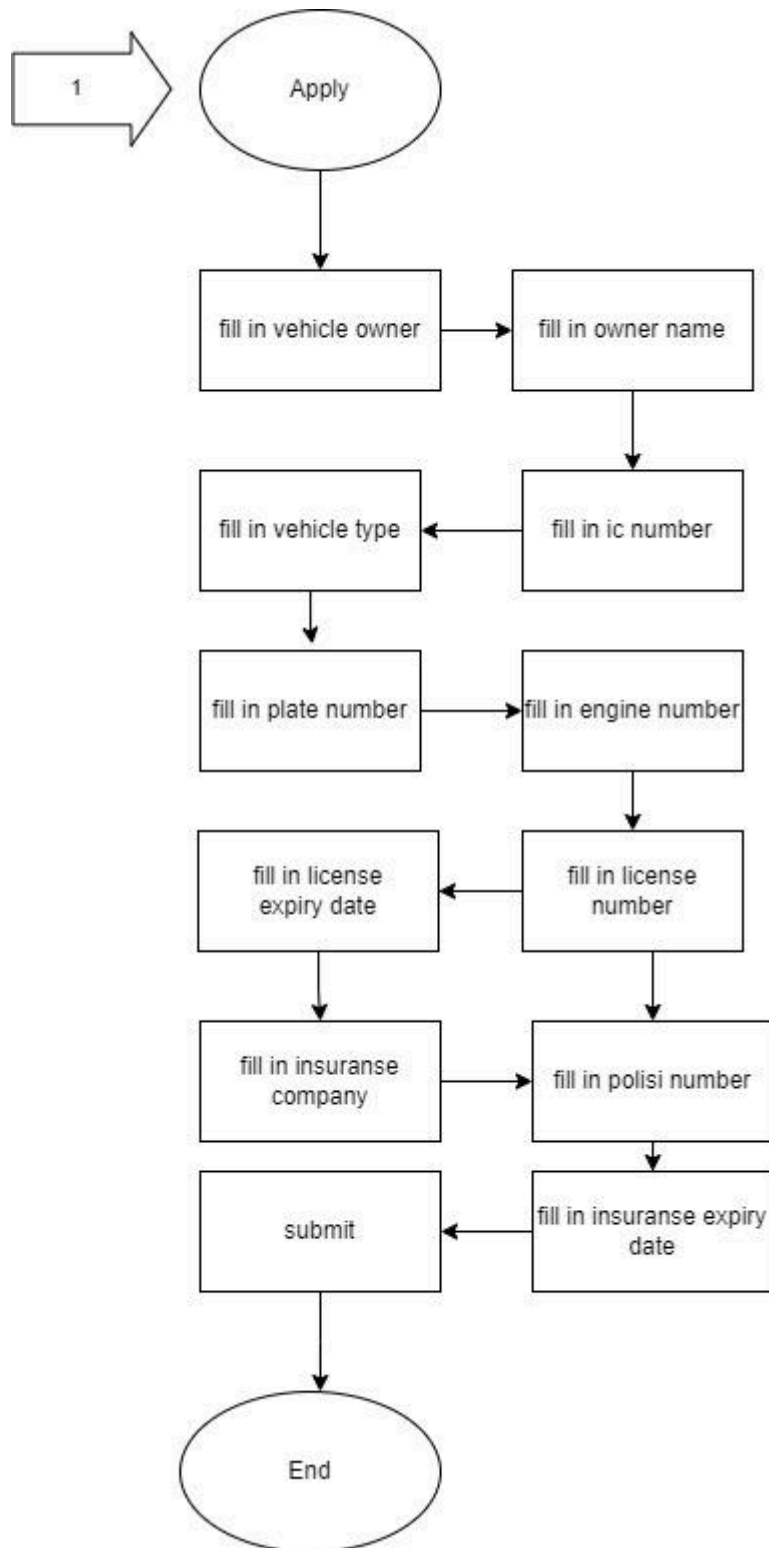 1
Apply
fill in vehicle owner
fill in owner name
fill in ic number
fill in vehicle type
fill in plate number
fill in engine number
fill in license
number
fill in license
expiry date
fill in insuranse
company
fill in polisi number
fill in insuranse expiry
date
submit
End